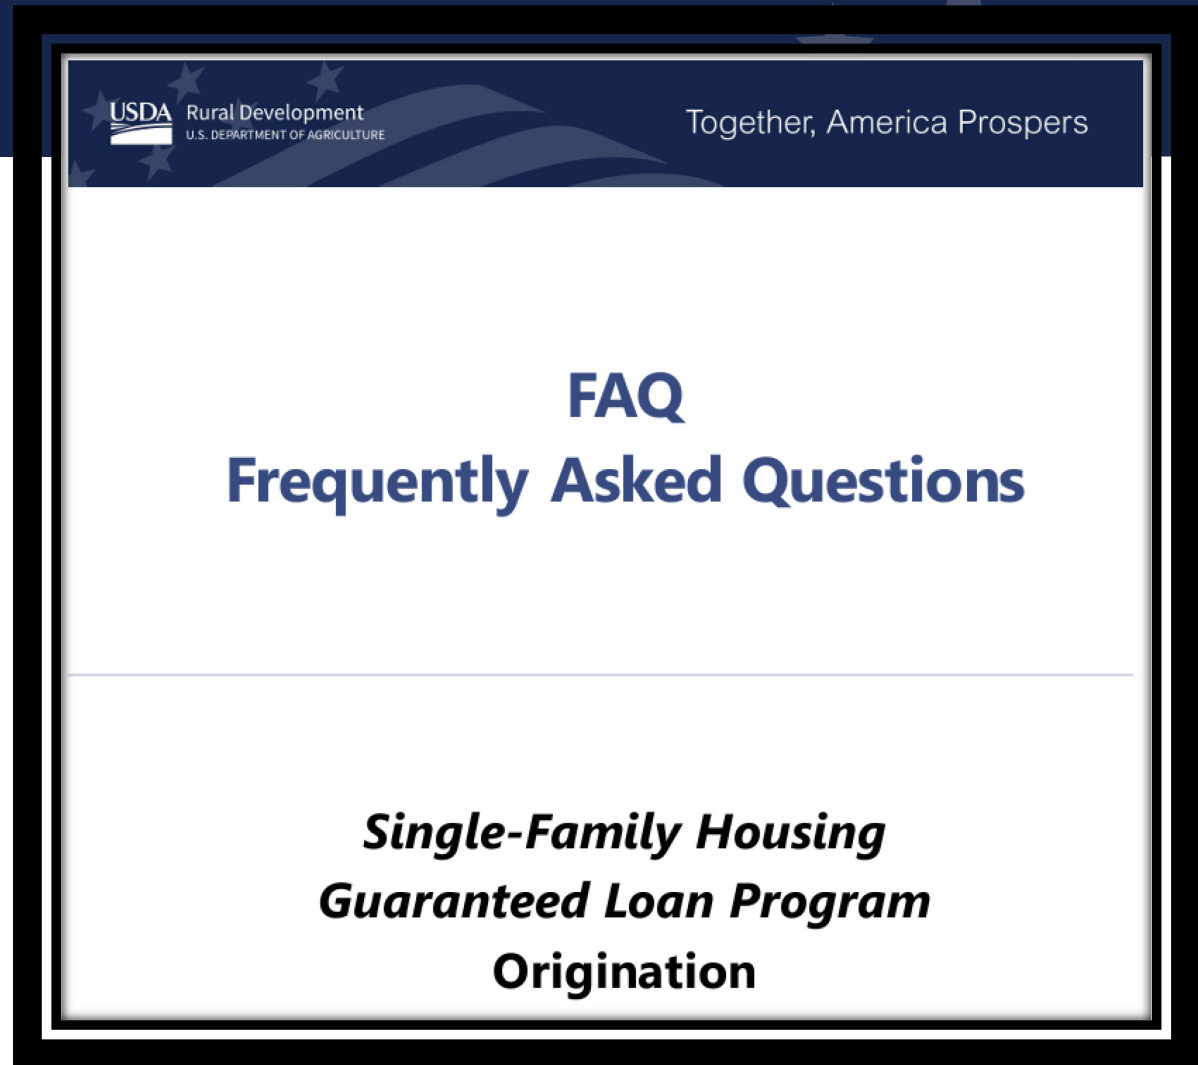 USDA Rural Development
U.S. DEPARTMENT OF AGRICULTURE
Together, America Prospers
FAQ
Frequently Asked Questions
Single-Family Housing
Guaranteed Loan Program
Origination